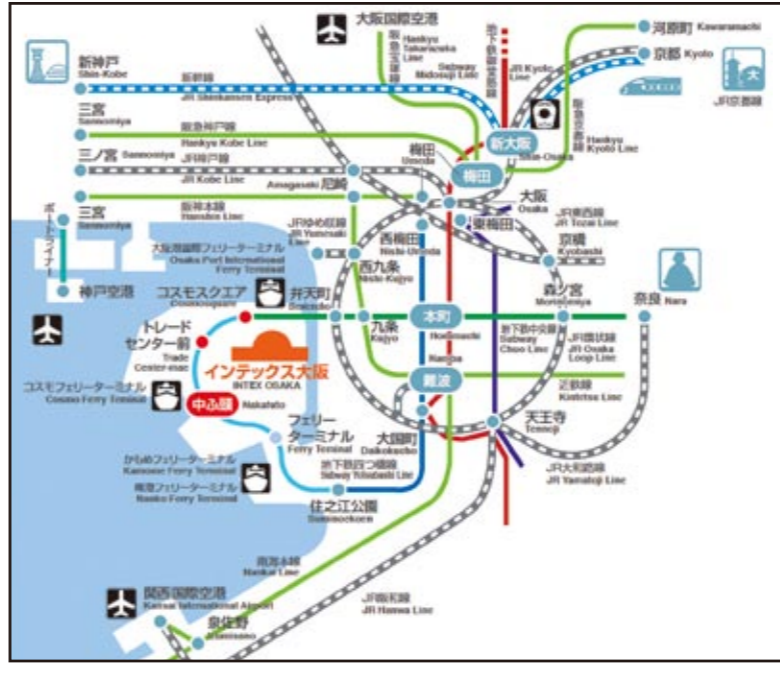 大阪国際空港
阪急宝塚線
Hankyu
Takarazuka
Line
Subway
Midosuji Line
地下鉄御堂筋線
JR Kyoto
Line
河原町 Kawaramachi
京都 Kyoto
JR京都線
新神戸
Shin-Kobe
新幹線
JR Shinkansen Express
三宮
Sannomiya
阪急神戸線
Hankyu Kobe Line
三ノ宮 Sannomiya
JR神戸線
JR Kobe Line
Amagasaki 尼崎
三宮
Sannomiya
阪神本線
Hanshin Line
梅田
Umeda
新大阪
Shin-Osaka
梅田
阪急京都線
Hankyu
Kyoto Line
大阪
Osaka
東梅田
JR東西線
JR Tozai Line
京橋
Kyobashi
ポートライナー
神戸空港
JRゆめ咲線
JR Yumesaki
Line
大阪港国際フェリーターミナル
Osaka Port International
Ferry Terminal
西梅田
Nishi-Umeda
西九条
Nishi-Kujyo
森ノ宮
Morinomiya
奈良 Nara
コスモスクエア
Cosmosquare
弁天町
九条
Kujyo
本町
Honmachi
地下鉄中央線
Subway
Chuo Line
JR環状線
JR Osaka
Loop Line
トレード
センター前
Trade
Center-mae
インテックス大阪
INTEX OSAKA
Namba
難波
近鉄線
Kintetsu Line
コスモフェリーターミナル
Cosmo Ferry Terminal
中ふ頭
Nakafuto
フェリー
ターミナル
Ferry Terminal
大国町
Daikokucho
天王寺
Tennoji
かもめフェリーターミナル
Kamome Ferry Terminal
南港フェリーターミナル
Nanko Ferry Terminal
地下鉄四つ橋線
Subway Yotsubashi Line
住之江公園
Suminoekoen
JR大和路線
JR Yamatoji Line
南海本線
Nankai Line
JR阪和線
JR Hanwa Line
関西国際空港
Kansai International Airport
泉佐野
Izumisano